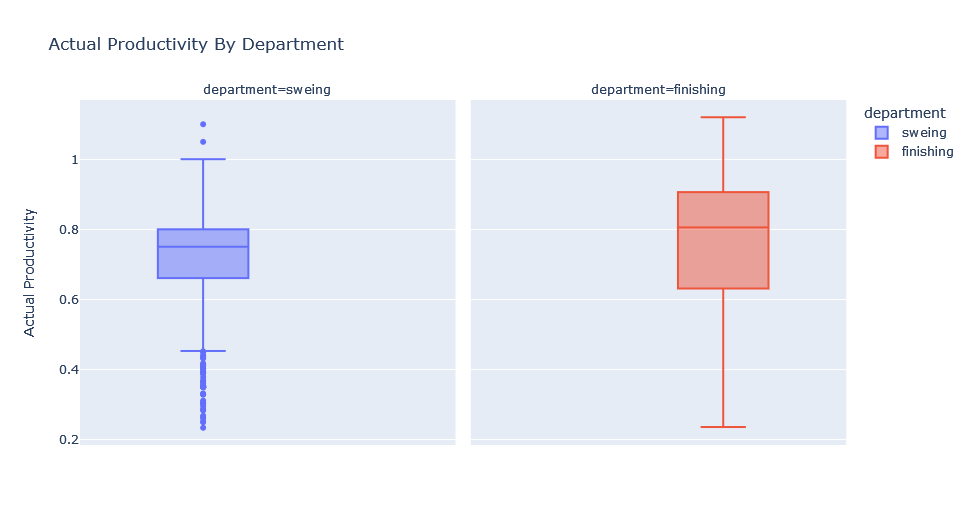 Actual Productivity By Department
department=sweing
department=finishing
department
sweing
finishing
1
0.8
0.6
0.4
0.2
Actual Productivity